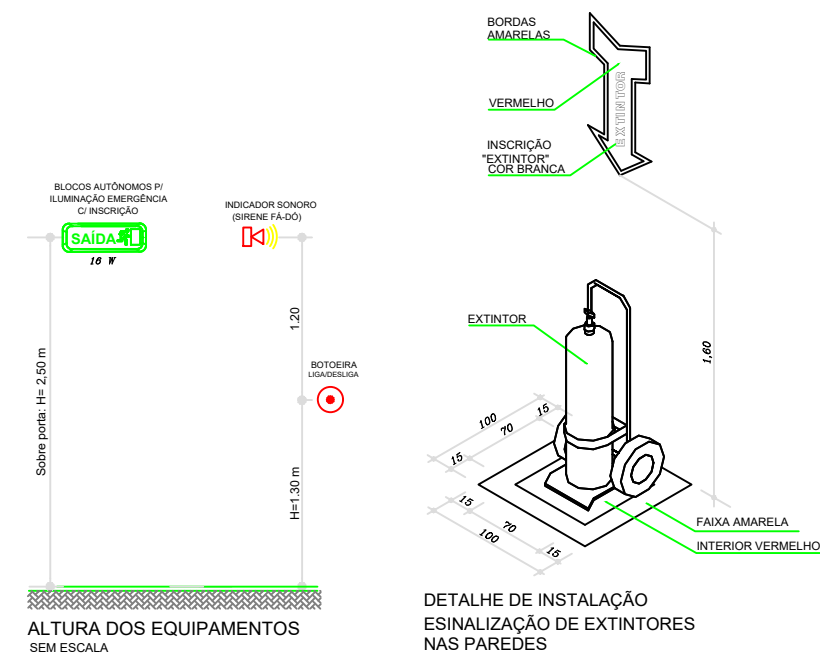 BLOCOS AUTÔNOMOS P/
ILUMINAÇÃO EMERGÊNCIA
C/ INSCRIÇÃO
SAÍDA
16 W
INDICADOR SONORO
(SIRENE FÁ-DÓ)
1.20
BOTOEIRA
LIGA/DESLIGA
Sobre porta: H= 2,50 m
H=1.30 m
ALTURA DOS EQUIPAMENTOS
SEM ESCALA
BORDAS
AMARELAS
VERMELHO
INSCRIÇÃO
"EXTINTOR"
COR BRANCA
EXTINTOR
EXTINTOR
1,60
100
15
70
15
15
70
100
15
FAIXA AMARELA
INTERIOR VERMELHO
DETALHE DE INSTALAÇÃO
ESINALIZAÇÃO DE EXTINTORES
NAS PAREDES